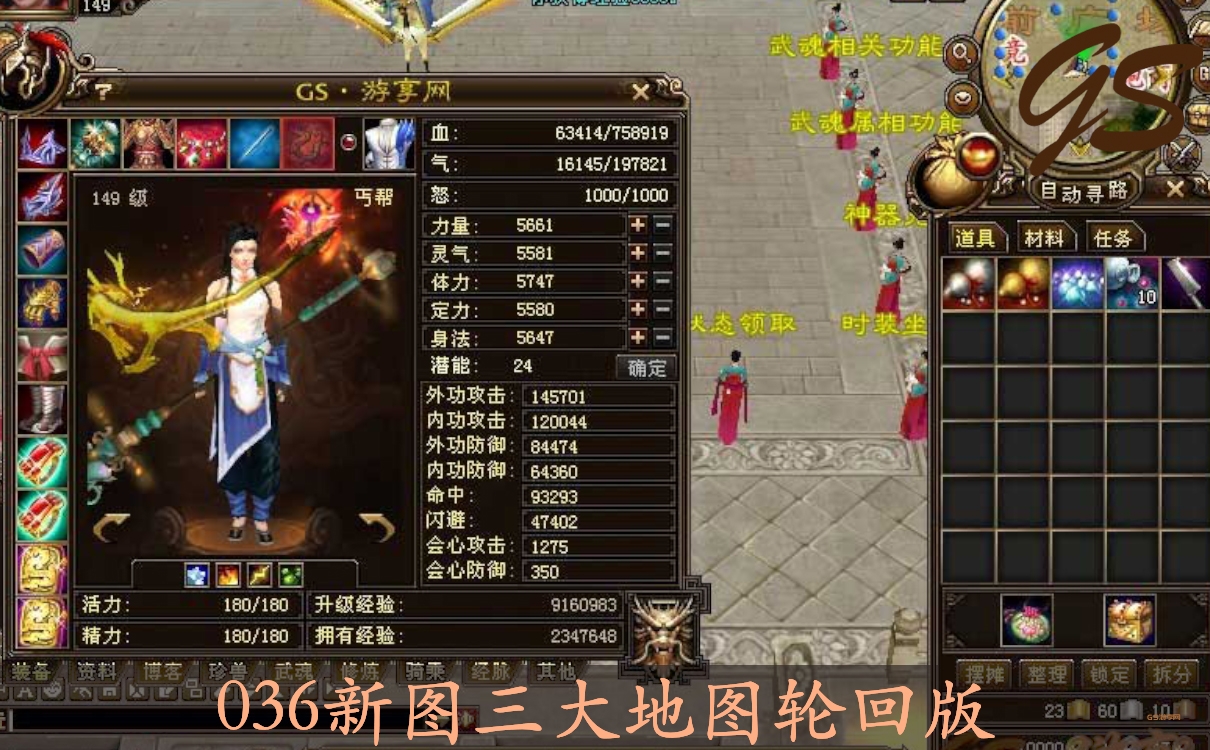 149
GS·游享网
149 级
丐帮
血: 63414/758919
气: 16145/197821
怒: 1000/1000
力量: 5661
灵气: 5581
体力: 5747
定力: 5580
身法: 5647
潜能: 24
确定
外功攻击: 145701
内功攻击: 120044
外功防御: 84474
内功防御: 64360
命中: 93293
闪避: 47402
会心攻击: 1275
会心防御: 350
活力: 180/180
升级经验: 9160983
精力: 180/180
拥有经验: 2347648
装备 资料 博客 珍兽 武魂 修炼 骑乘 经脉 其他
武魂相关功能
武魂属相功能
神器
状态领取
时装坐
GS
自动寻路
道具 材料 任务
10
摆摊 整理 锁定 拆分
23 60 10
036新图三大地图轮回版